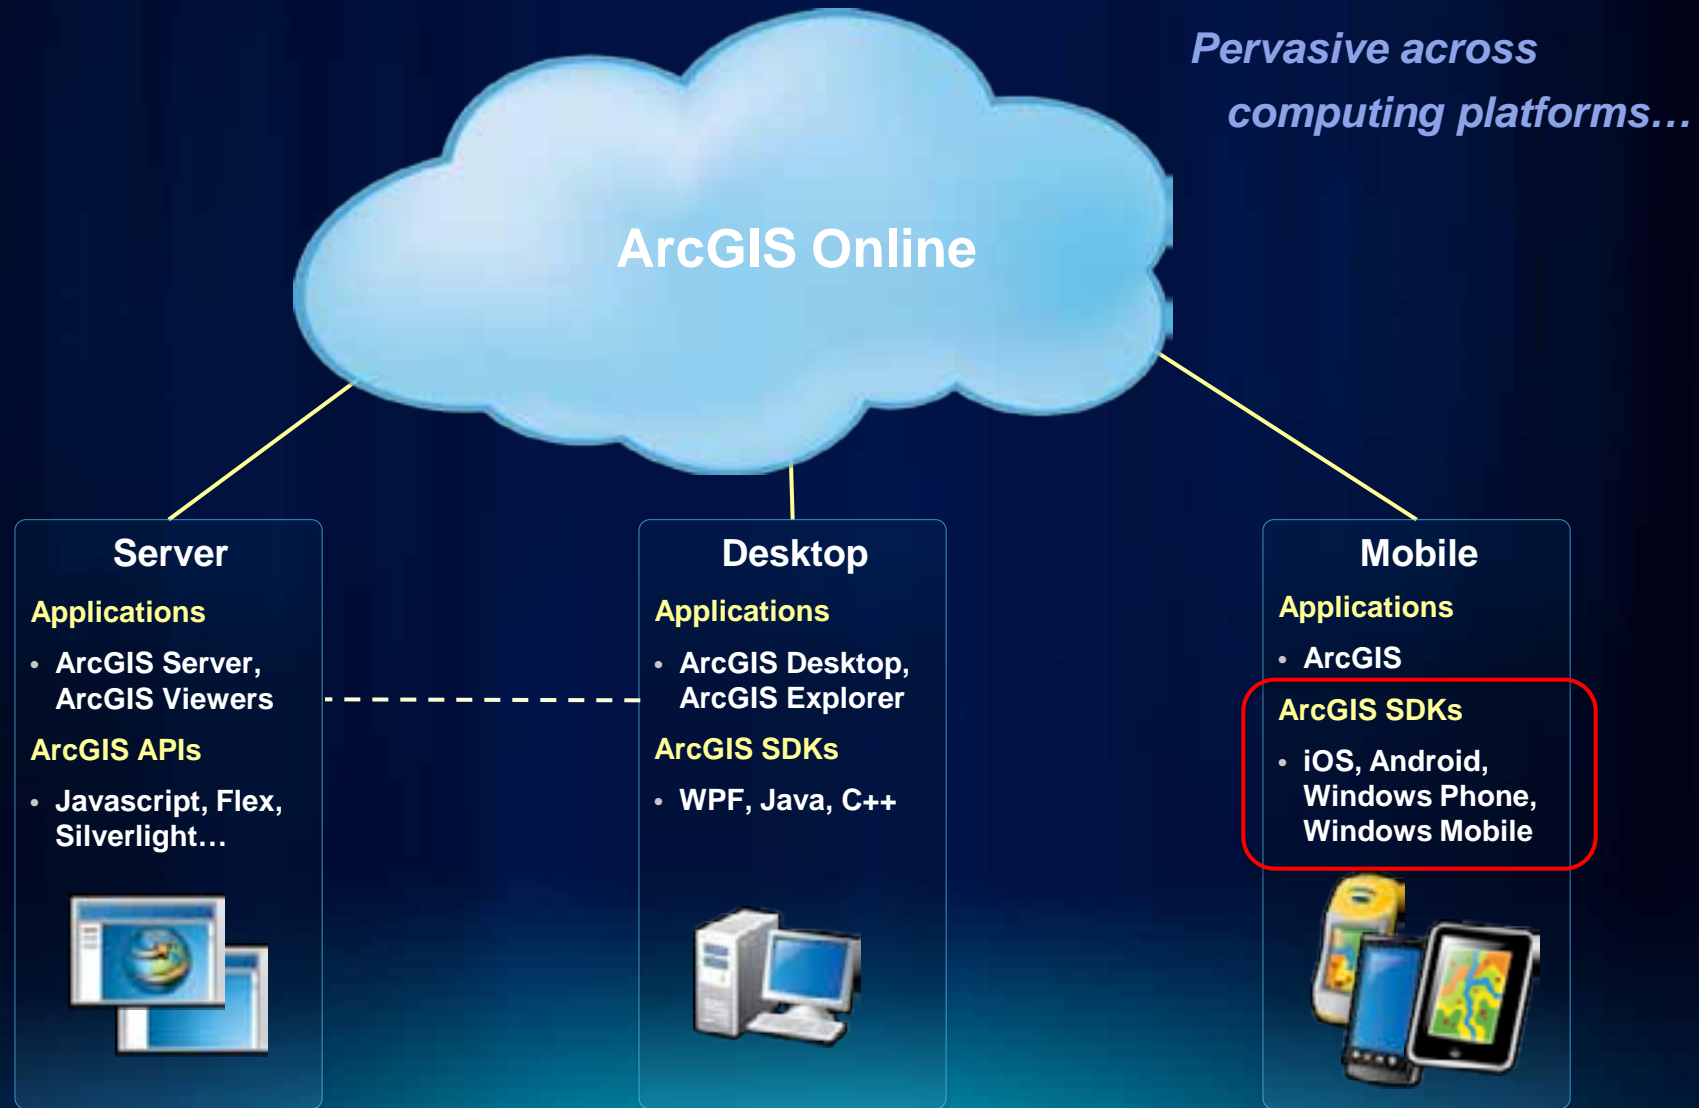 Pervasive across
computing platforms…
ArcGIS Online
Server
Applications
• ArcGIS Server,
ArcGIS Viewers
ArcGIS APIs
• Javascript, Flex,
Silverlight…
Desktop
Applications
• ArcGIS Desktop,
ArcGIS Explorer
ArcGIS SDKs
• WPF, Java, C++
Mobile
Applications
• ArcGIS
ArcGIS SDKs
• iOS, Android,
Windows Phone,
Windows Mobile